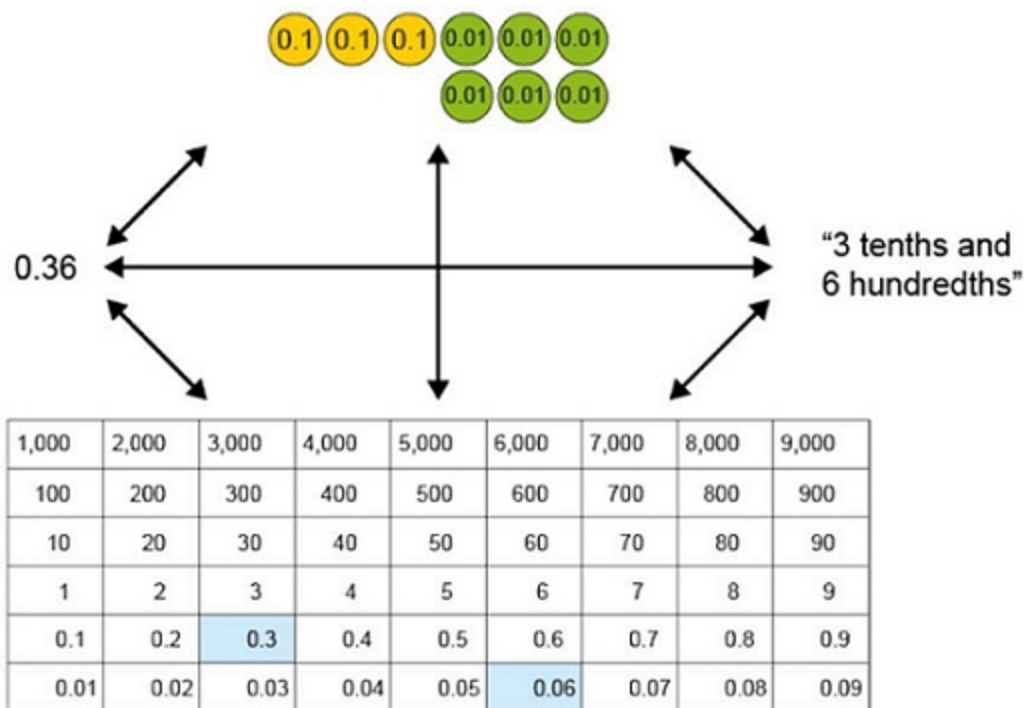 0.1 0.1 0.1 0.01 0.01 0.01
0.01 0.01 0.01
0.36
“3 tenths and
6 hundredths”
1,000 2,000 3,000 4,000 5,000 6,000 7,000 8,000 9,000
100 200 300 400 500 600 700 800 900
10 20 30 40 50 60 70 80 90
1 2 3 4 5 6 7 8 9
0.1 0.2 0.3 0.4 0.5 0.6 0.7 0.8 0.9
0.01 0.02 0.03 0.04 0.05 0.06 0.07 0.08 0.09